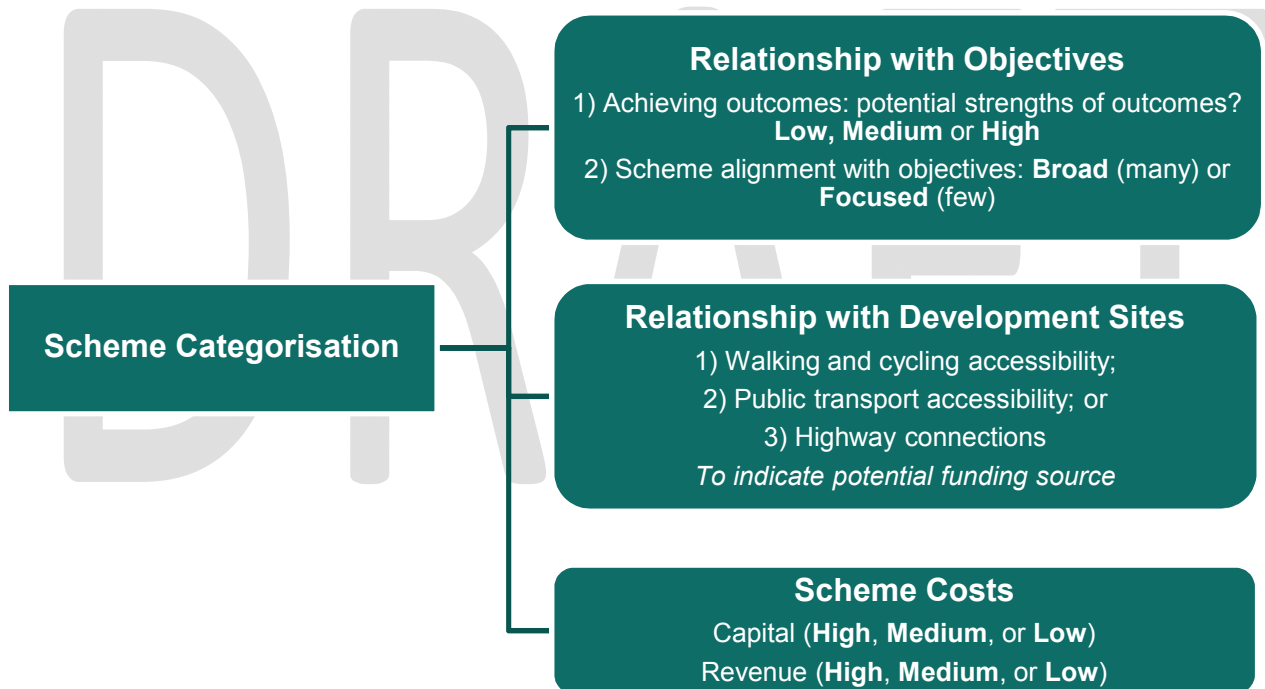 DRAFT
Scheme Categorisation
Relationship with Objectives
1) Achieving outcomes: potential strengths of outcomes?
Low, Medium or High
2) Scheme alignment with objectives: Broad (many) or
Focused (few)
Relationship with Development Sites
1) Walking and cycling accessibility;
2) Public transport accessibility; or
3) Highway connections
To indicate potential funding source
Scheme Costs
Capital (High, Medium, or Low)
Revenue (High, Medium, or Low)